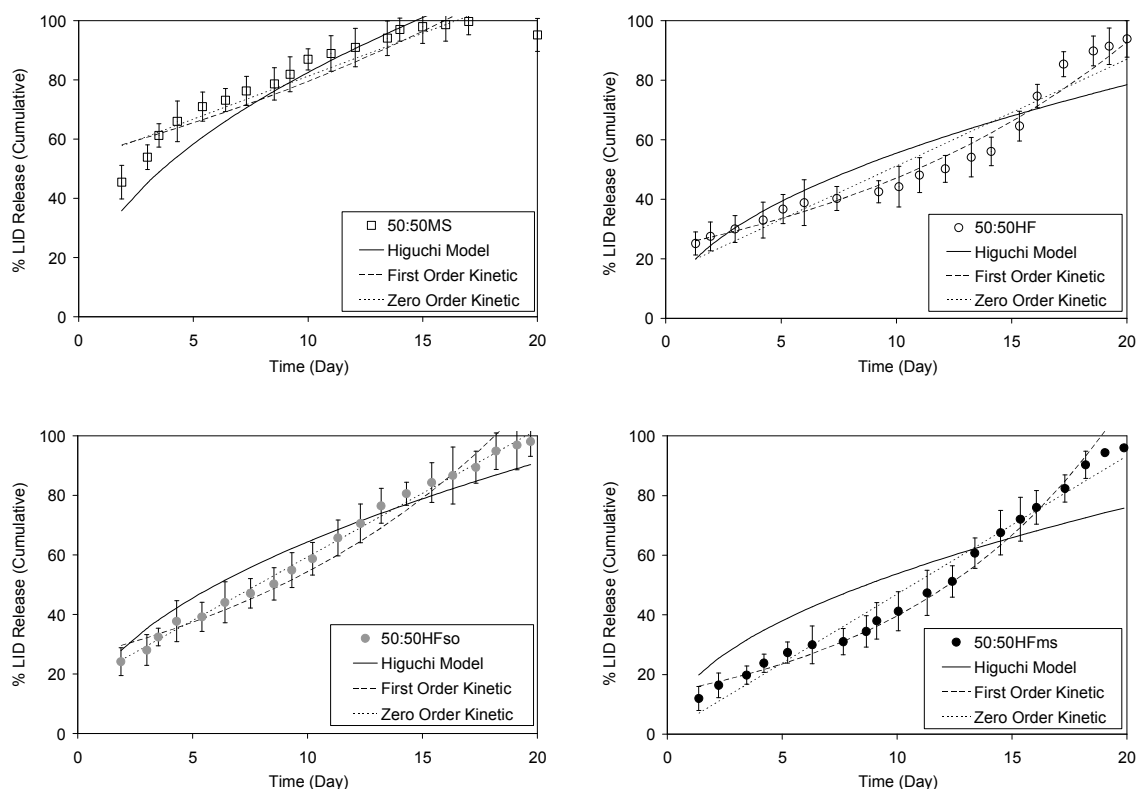 100
80
60
40
20
0
% LID Release (Cumulative)
50:50MS
Higuchi Model
First Order Kinetic
Zero Order Kinetic
0 5 10 15 20
Time (Day)
100
80
60
40
20
0
% LID Release (Cumulative)
50:50HF
Higuchi Model
First Order Kinetic
Zero Order Kinetic
0 5 10 15 20
Time (Day)
100
80
60
40
20
0
% LID Release (Cumulative)
50:50HFso
Higuchi Model
First Order Kinetic
Zero Order Kinetic
0 5 10 15 20
Time (Day)
100
80
60
40
20
0
% LID Release (Cumulative)
50:50HFms
Higuchi Model
First Order Kinetic
Zero Order Kinetic
0 5 10 15 20
Time (Day)